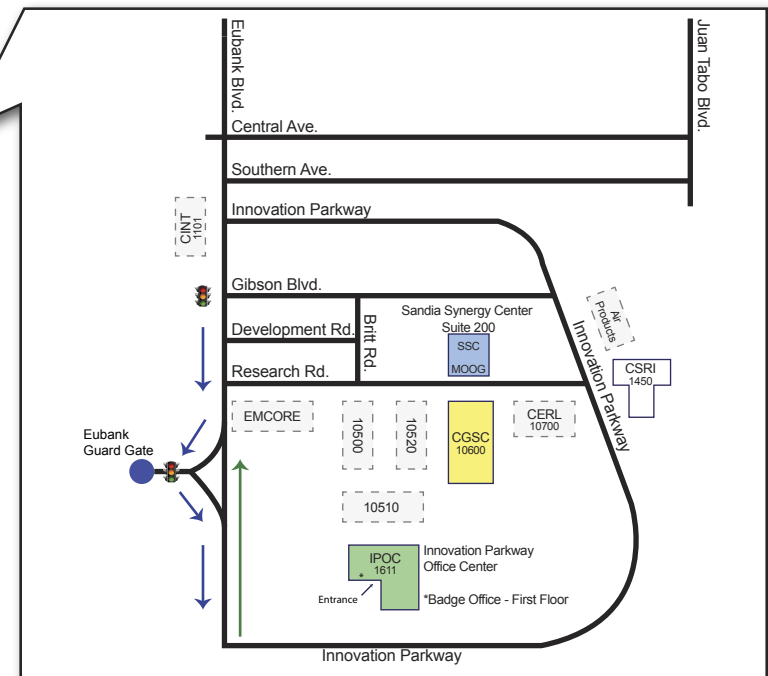 Eubank Blvd.
Juan Tabo Blvd.
Central Ave.
Southern Ave.
CINT
1101
Innovation Parkway
Gibson Blvd.
Air
Products
Sandia Synergy Center
Suite 200
Development Rd.
Britt Rd.
SSC
MOOG
Innovation Parkway
CSRI
1450
Research Rd.
EMCORE
10500
10520
CGSC
10600
CERL
10700
Eubank
Guard Gate
10510
IPOC
1611
*
Innovation Parkway
Office Center
Entrance
*Badge Office - First Floor
Innovation Parkway